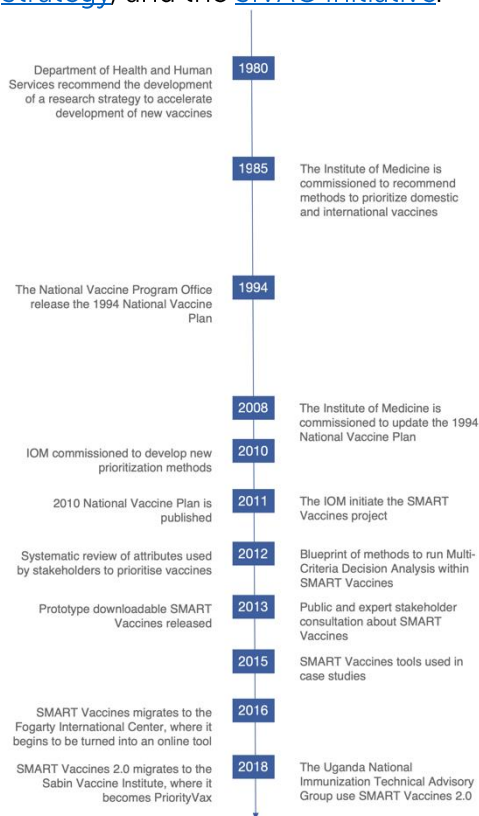 Strategy, and the SIVAC Initiative.
1980
Department of Health and Human
Services recommend the development
of a research strategy to accelerate
development of new vaccines
1985
The Institute of Medicine is
commissioned to recommend
methods to prioritize domestic
and international vaccines
1994
The National Vaccine Program Office
release the 1994 National Vaccine
Plan
2008
The Institute of Medicine is
commissioned to update the 1994
National Vaccine Plan
2010
IOM commissioned to develop new
prioritization methods
2011
2010 National Vaccine Plan is
published
The IOM initiate the SMART
Vaccines project
2012
Systematic review of attributes used
by stakeholders to prioritise vaccines
Blueprint of methods to run Multi-
Criteria Decision Analysis within
SMART Vaccines
2013
Prototype downloadable SMART
Vaccines released
Public and expert stakeholder
consultation about SMART
Vaccines
2015
SMART Vaccines tools used in
case studies
2016
SMART Vaccines migrates to the
Fogarty International Center, where it
begins to be turned into an online tool
2018
SMART Vaccines 2.0 migrates to the
Sabin Vaccine Institute, where it
becomes PriorityVax
The Uganda National
Immunization Technical Advisory
Group use SMART Vaccines 2.0